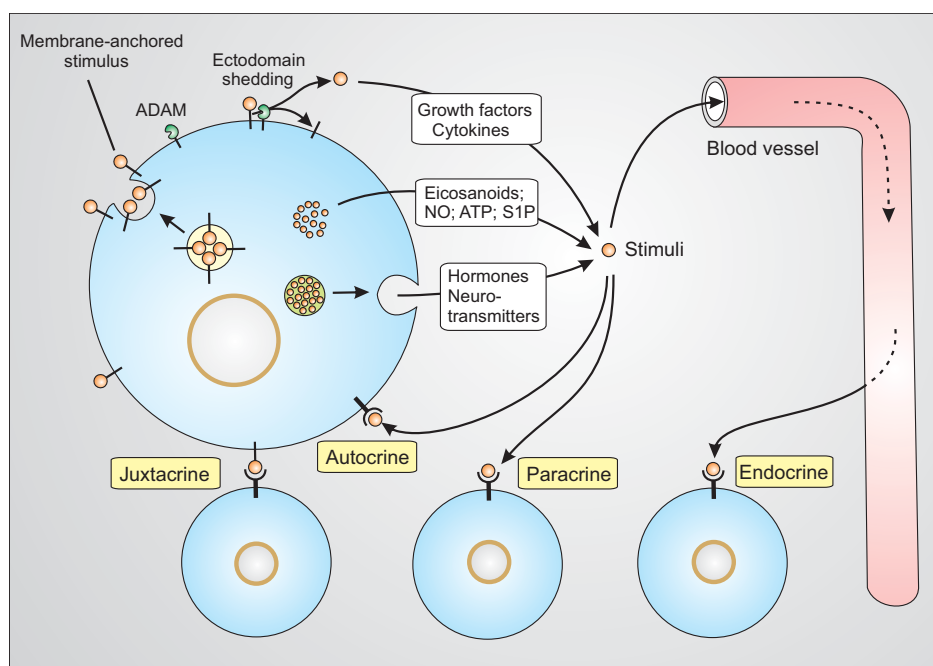 Membrane-anchored
stimulus
Ectodomain
shedding
ADAM
Growth factors
Cytokines
Blood vessel
Eicosanoids;
NO; ATP; S1P
Stimuli
Hormones
Neuro-
transmitters
Autocrine
Juxtacrine
Paracrine
Endocrine